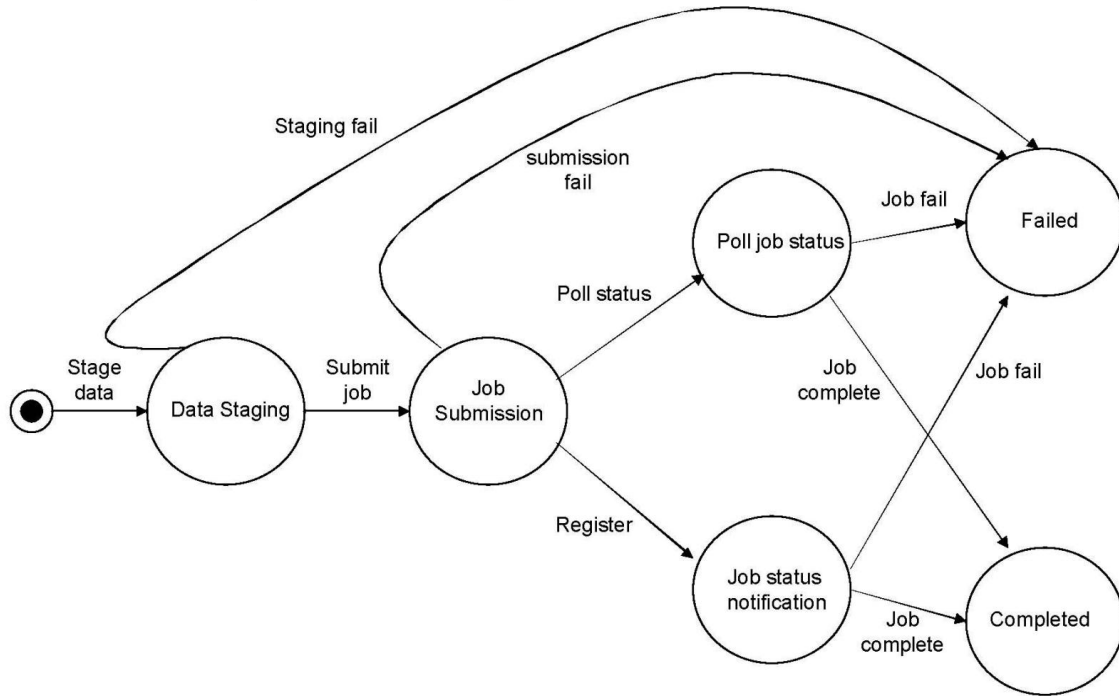 Staging fail
submission
fail
Job fail
Failed
Poll job status
Poll status
Stage
data
Submit
job
Job
Submission
Data Staging
Job
complete
Job fail
Register
Job status
notification
Job
complete
Completed